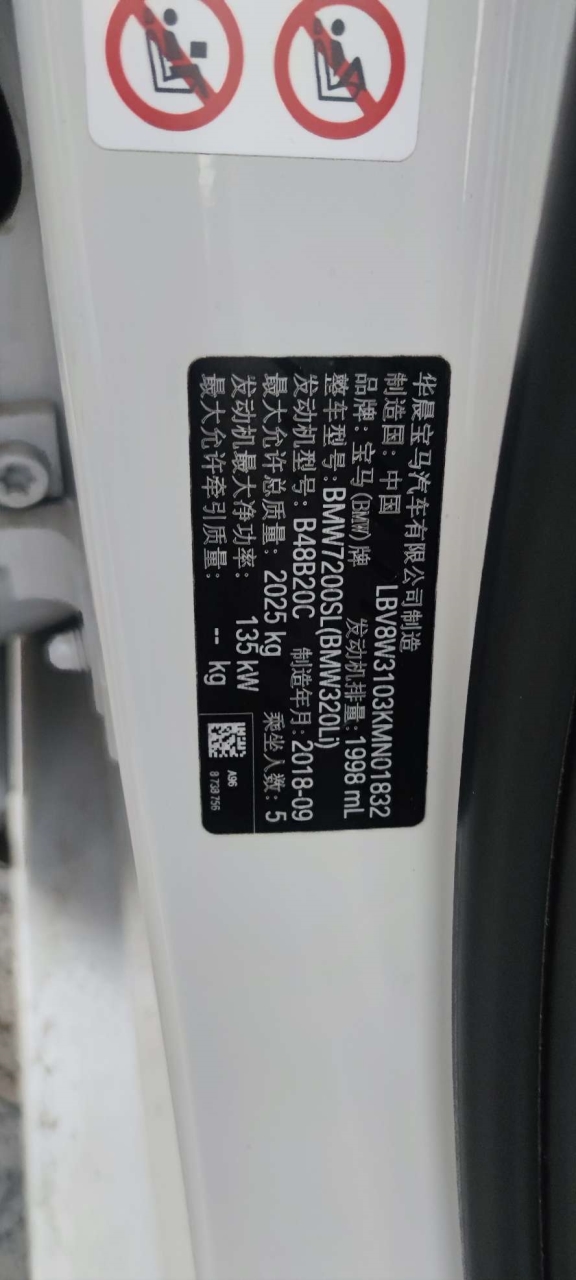 华晨宝马汽车有限公司制造
制造国：中国 LBV8W3103KMN01832
品牌：宝马(BMW)牌 发动机排量：1998 mL
整车型号：BMW7200SL(BMW320Li)
发动机型号：B48B20C 制造年月：2018-09
最大允许总质量：2025 kg 乘坐人数：5
发动机最大净功率：135 kW
最大允许牵引质量：-- kg
A96
8 738 756